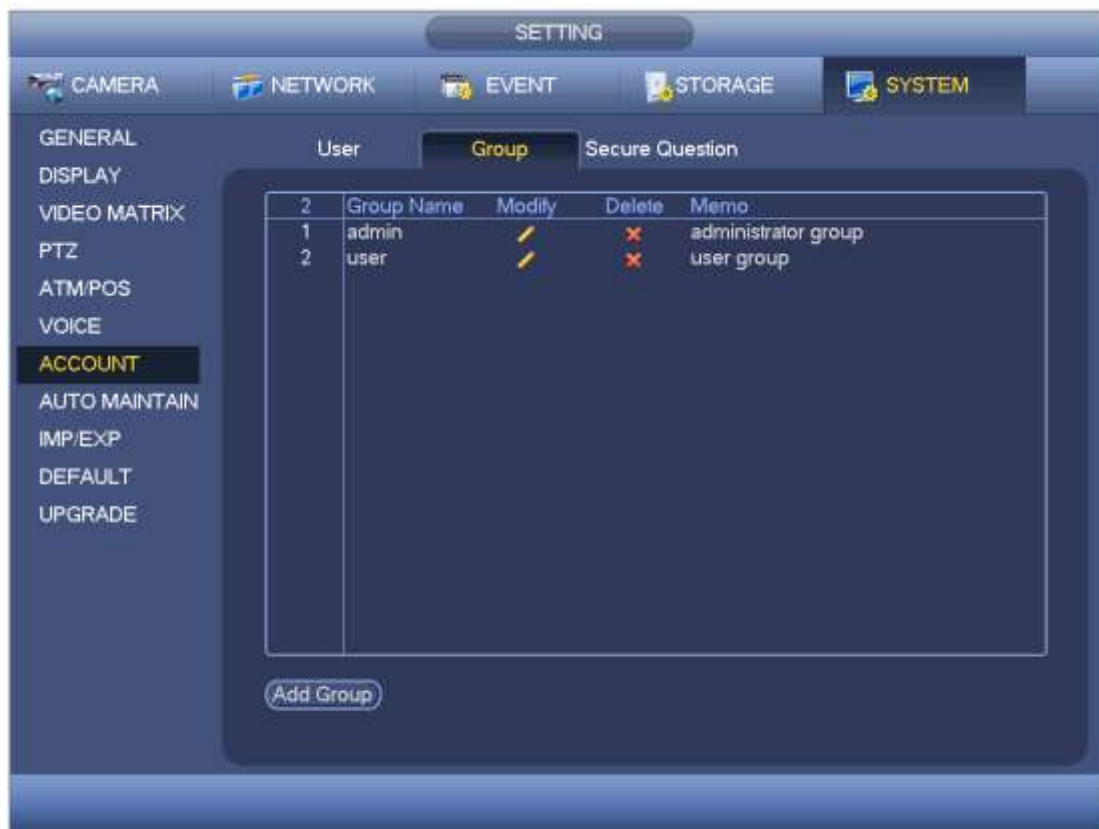 SETTING
CAMERA NETWORK EVENT STORAGE SYSTEM
GENERAL
DISPLAY
VIDEO MATRIX
PTZ
ATM/POS
VOICE
ACCOUNT
AUTO MAINTAIN
IMP/EXP
DEFAULT
UPGRADE
User Group Secure Question
2 Group Name Modify Delete Memo
1 admin administrator group
2 user user group
Add Group